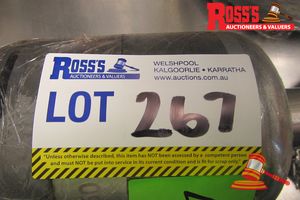 Ross's
AUCTIONEERS & VALUERS
Ross's
AUCTIONEERS & VALUERS
WELSHPOOL
KALGOORLIE • KARRATHA
www.auctions.com.au
LOT 267
"Unless otherwise described, this item has NOT been assessed by a competent person
and must NOT be put into service in its current condition and is fit for scrap only."